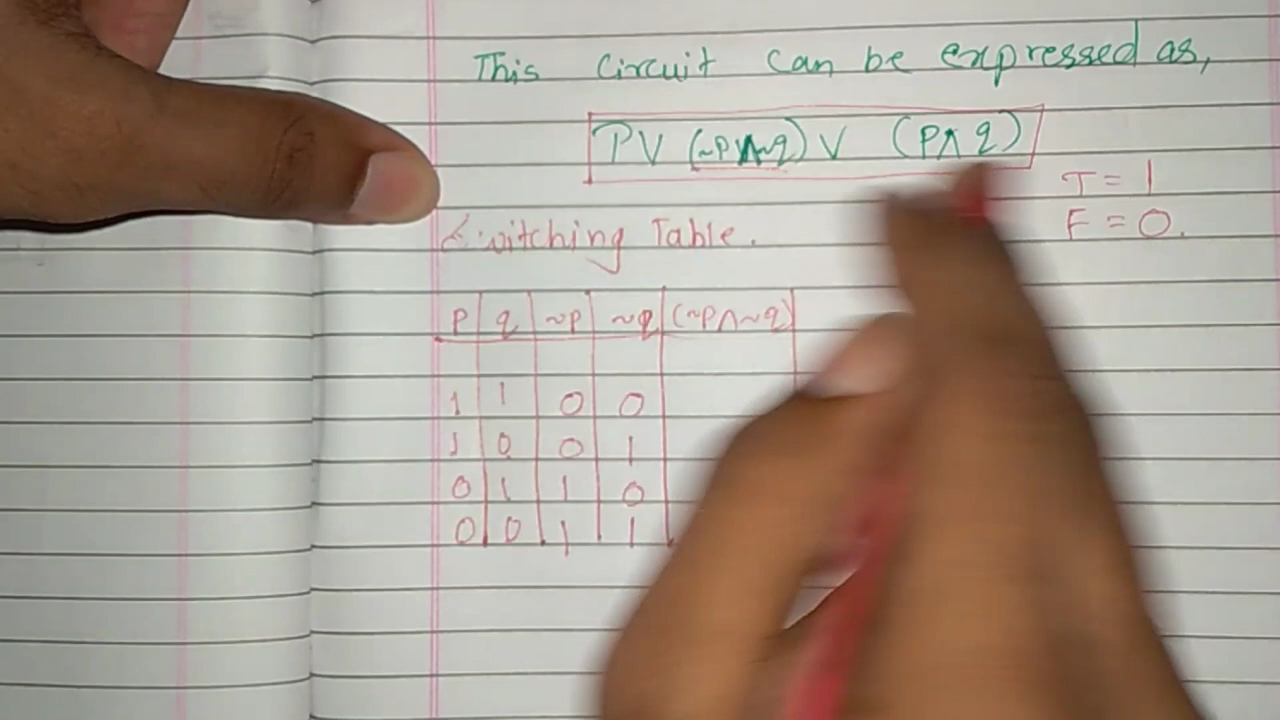 This Circuit can be expressed as,
PV (~P∧~q) V (P∧ q)
T = 1
F = 0.
Switching Table.
P q ~P ~q (~P∧~q)
1 1 0 0
1 0 0 1
0 1 1 0
0 0 1 1